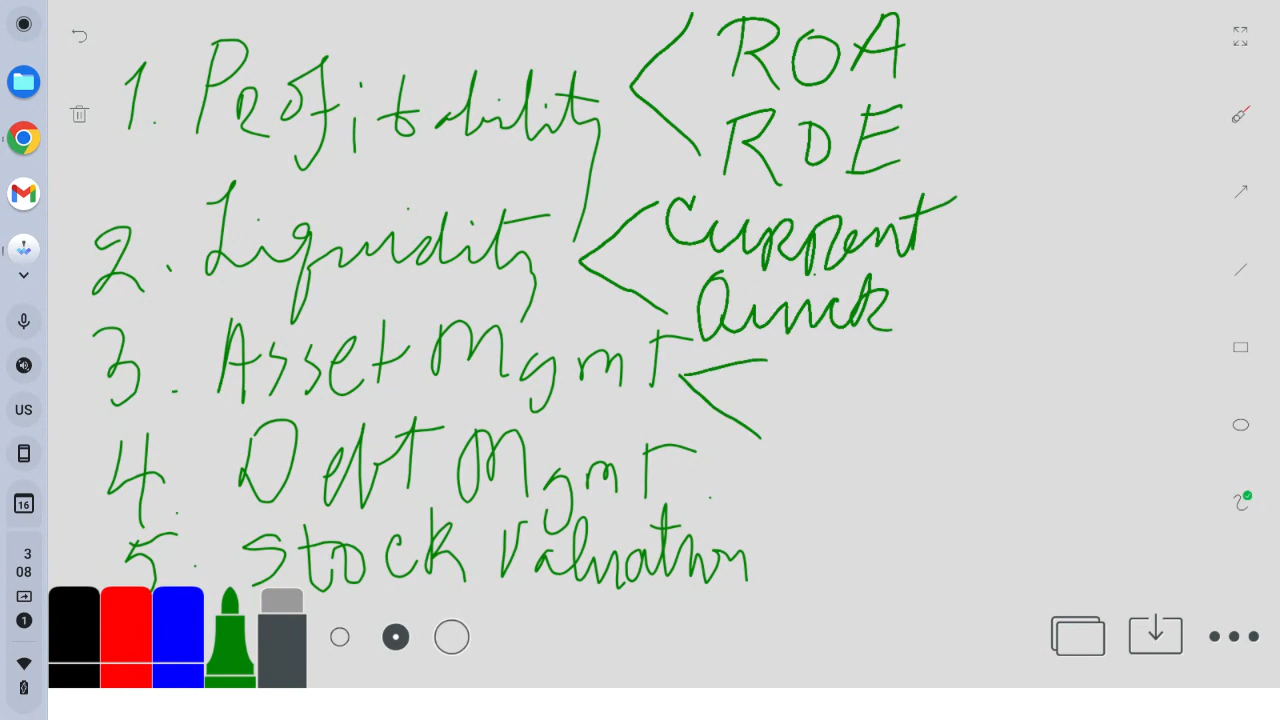 1. Profitability
ROA
ROE
2. Liquidity
Current
Quick
3. Asset Mgmt
4. Debt Mgmt
5. Stock Valuation
US
16
3
08
1